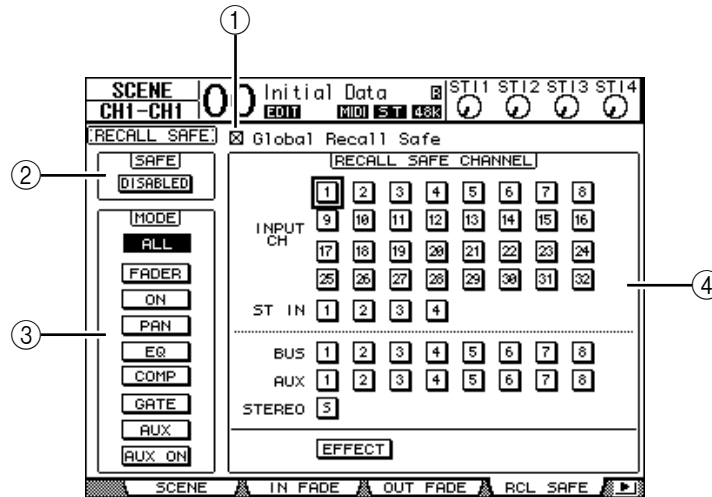 1
SCENE 00 Initial Data R ST11 ST12 ST13 ST14
CH1-CH1 EDIT MIDI ST 48K
RECALL SAFE Global Recall Safe
SAFE RECALL SAFE CHANNEL
2
DISABLED
1 2 3 4 5 6 7 8
MODE
INPUT CH
9 10 11 12 13 14 15 16
ALL
17 18 19 20 21 22 23 24
FADER
25 26 27 28 29 30 31 32
4
ON
ST IN 1 2 3 4
PAN
3
EQ
BUS 1 2 3 4 5 6 7 8
COMP
AUX 1 2 3 4 5 6 7 8
GATE
STEREO S
AUX
AUX ON
EFFECT
SCENE IN FADE OUT FADE RCL SAFE